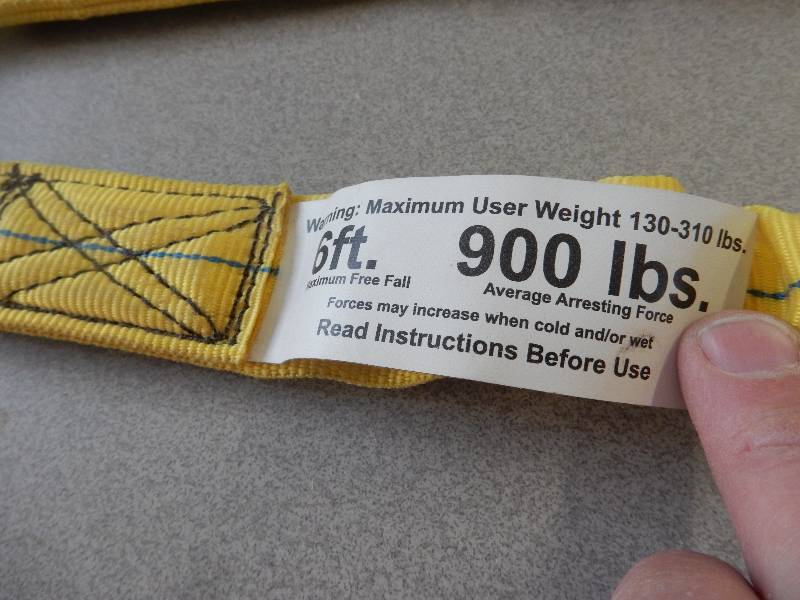 Warning: Maximum User Weight 130-310 lbs.
6ft. 900 lbs.
Maximum Free Fall Average Arresting Force
Forces may increase when cold and/or wet
Read Instructions Before Use